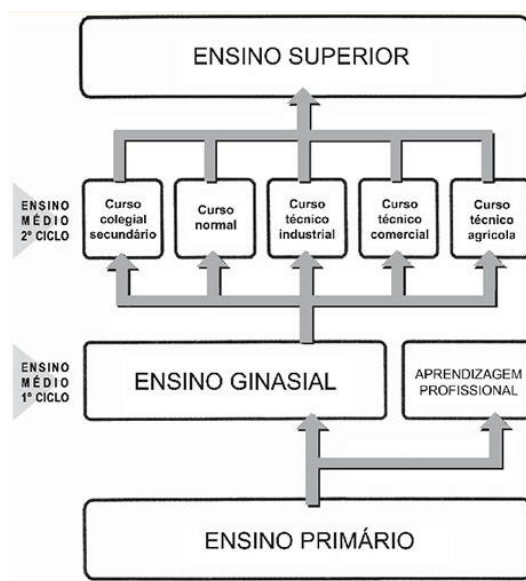 ENSINO SUPERIOR
ENSINO
MÉDIO
2º CICLO
Curso
colegial
secundário
Curso
normal
Curso
técnico
industrial
Curso
técnico
comercial
Curso
técnico
agrícola
ENSINO
MÉDIO
1º CICLO
ENSINO GINASIAL
APRENDIZAGEM
PROFISSIONAL
ENSINO PRIMÁRIO